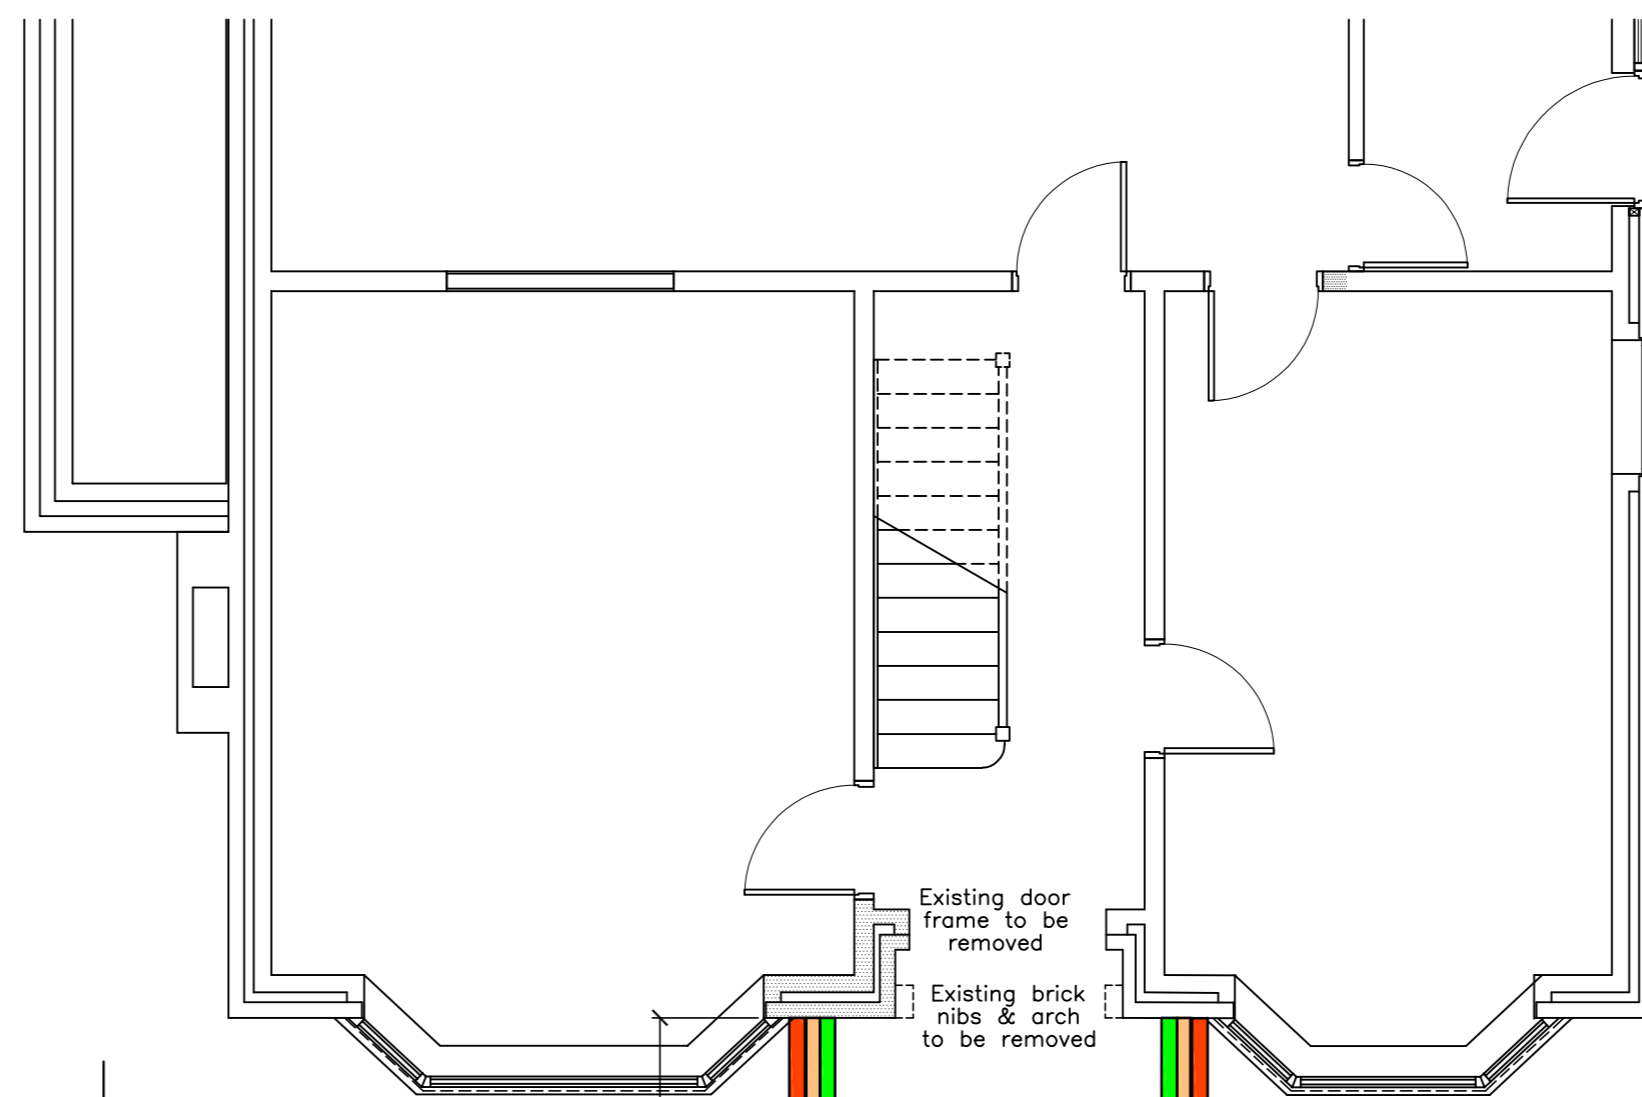 Existing door
frame to be
removed
Existing brick
nibs & arch
to be removed